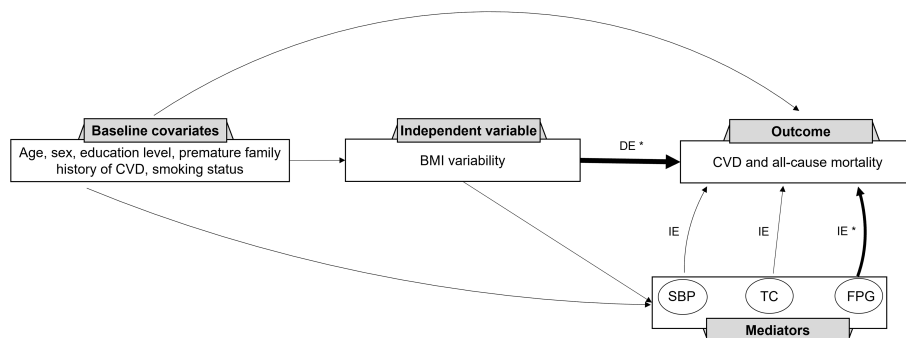 Baseline covariates
Age, sex, education level, premature family
history of CVD, smoking status
Independent variable
BMI variability
DE *
Outcome
CVD and all-cause mortality
IE
IE
IE *
SBP
TC
FPG
Mediators